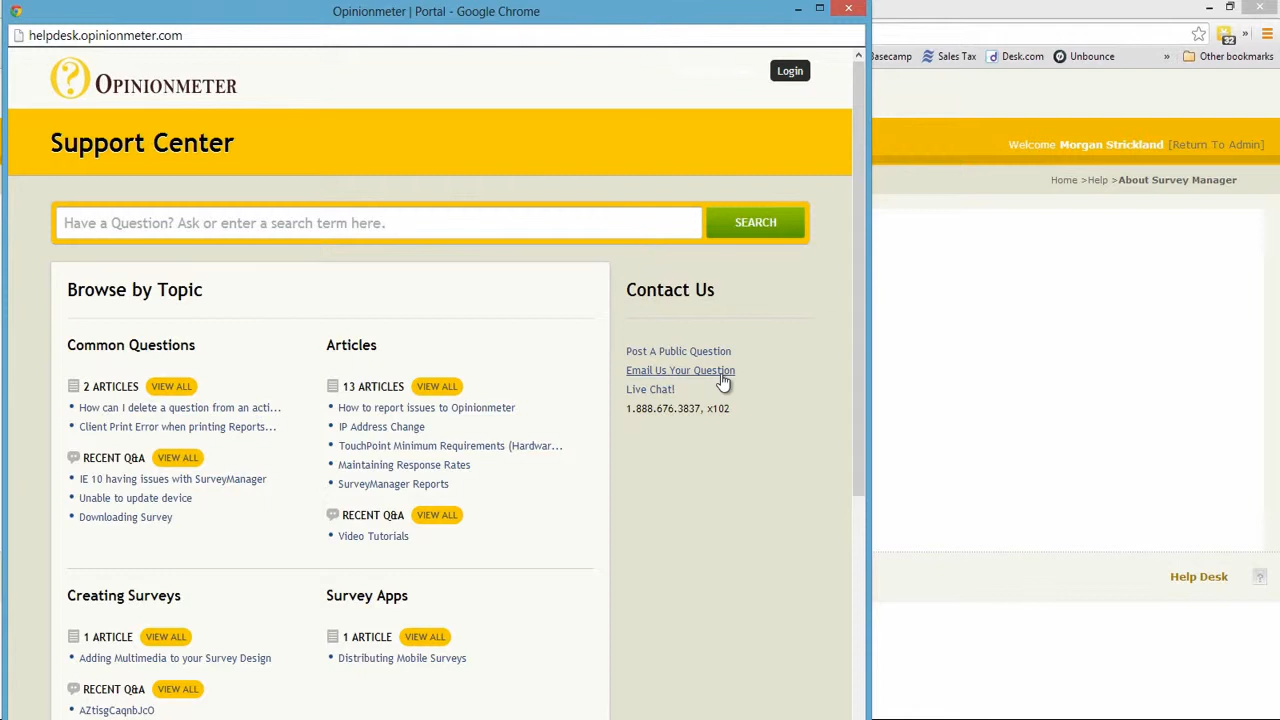 Opinionmeter | Portal - Google Chrome
helpdesk.opinionmeter.com
OPINIONMETER
Login
Support Center
Have a Question? Ask or enter a search term here.
SEARCH
Browse by Topic
Common Questions
2 ARTICLES VIEW ALL
How can I delete a question from an acti...
Client Print Error when printing Reports...
RECENT Q&A VIEW ALL
IE 10 having issues with SurveyManager
Unable to update device
Downloading Survey
Articles
13 ARTICLES VIEW ALL
How to report issues to Opinionmeter
IP Address Change
TouchPoint Minimum Requirements (Hardwar...
Maintaining Response Rates
SurveyManager Reports
RECENT Q&A VIEW ALL
Video Tutorials
Creating Surveys
1 ARTICLE VIEW ALL
Adding Multimedia to your Survey Design
RECENT Q&A VIEW ALL
AZtisgCaqnbJcO
Survey Apps
1 ARTICLE VIEW ALL
Distributing Mobile Surveys
Contact Us
Post A Public Question
Email Us Your Question
Live Chat!
1.888.676.3837, x102
92
Basecamp Sales Tax Desk.com Unbounce » Other bookmarks
Welcome Morgan Strickland [Return To Admin]
Home >Help >About Survey Manager
Help Desk ?